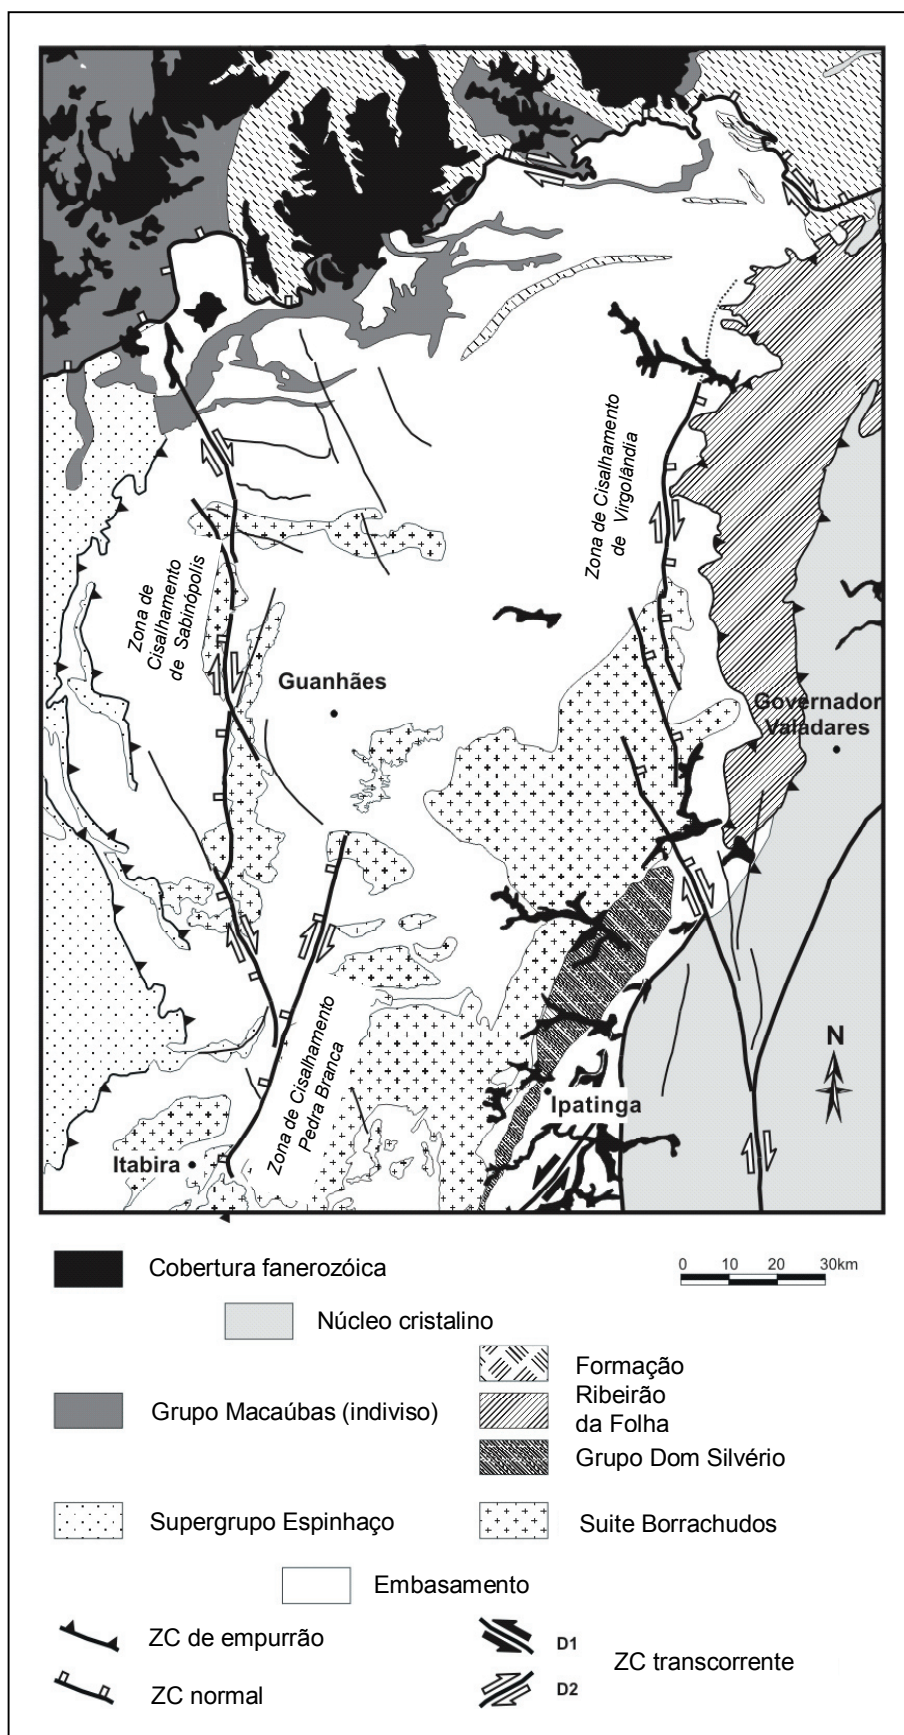 Zona de Cisalhamento
de Virgolândia
Zona de
Cisalhamento
de Sabinópolis
Guanhães
Governador
Valadares
Zona de Cisalhamento
Pedra Branca
N
Ipatinga
Itabira
Cobertura fanerozóica
0 10 20 30km
Núcleo cristalino
Formação
Ribeirão
da Folha
Grupo Macaúbas (indiviso)
Grupo Dom Silvério
Supergrupo Espinhaço
Suite Borrachudos
Embasamento
ZC de empurrão
D1
ZC transcorrente
ZC normal
D2